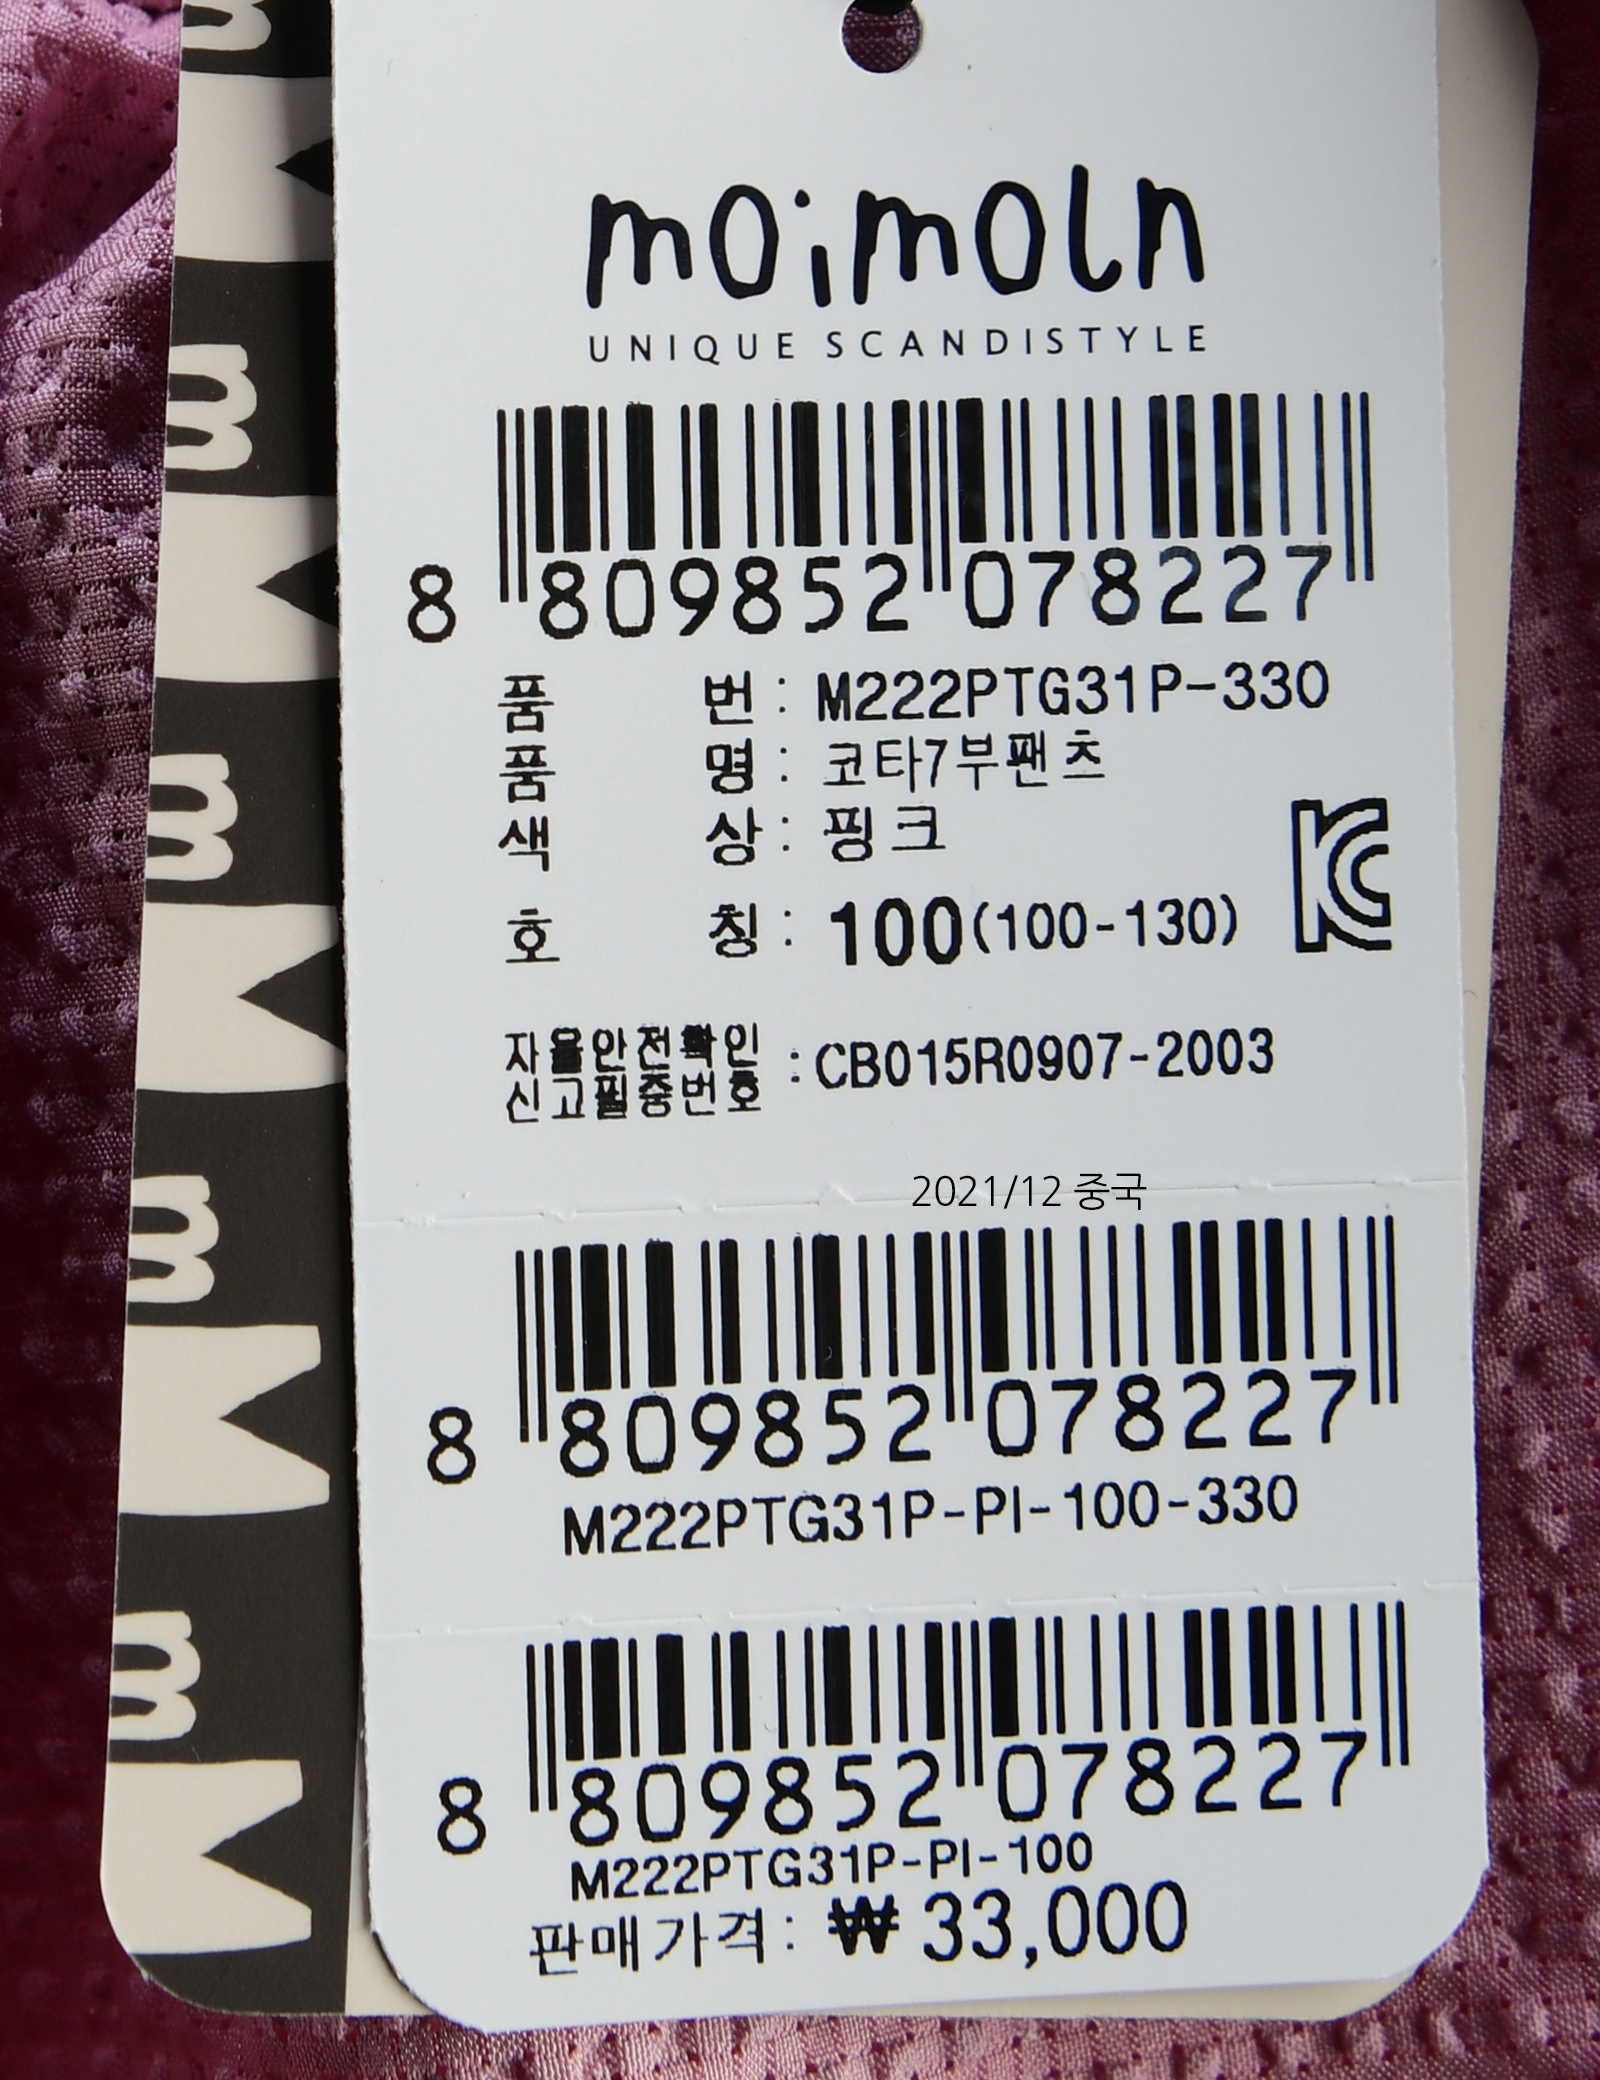 moimoln
UNIQUE SCANDISTYLE
8 809852 078227
품 번 : M222PTG31P-330
품 명 : 코타7부팬츠
색 상 : 핑크
호 칭 : 100(100-130)
자율안전확인
신고필증번호 : CB015R0907-2003
2021/12 중국
8 809852 078227
M222PTG31P-PI-100-330
8 809852 078227
M222PTG31P-PI-100
판매가격 : ₩ 33,000
m
M
m
M
m
M
m
M
m
M